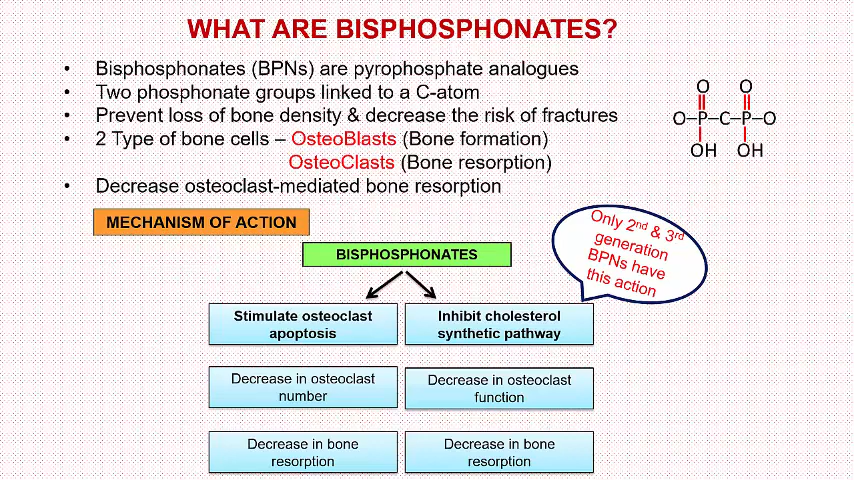 WHAT ARE BISPHOSPHONATES?
• Bisphosphonates (BPNs) are pyrophosphate analogues
• Two phosphonate groups linked to a C-atom
• Prevent loss of bone density & decrease the risk of fractures
• 2 Type of bone cells – OsteoBlasts (Bone formation)
OsteoClasts (Bone resorption)
• Decrease osteoclast-mediated bone resorption
O O
O–P–C–P–O
OH OH
MECHANISM OF ACTION
BISPHOSPHONATES
Only 2nd & 3rd
generation
BPNs have
this action
Stimulate osteoclast
apoptosis
Inhibit cholesterol
synthetic pathway
Decrease in osteoclast
number
Decrease in osteoclast
function
Decrease in bone
resorption
Decrease in bone
resorption